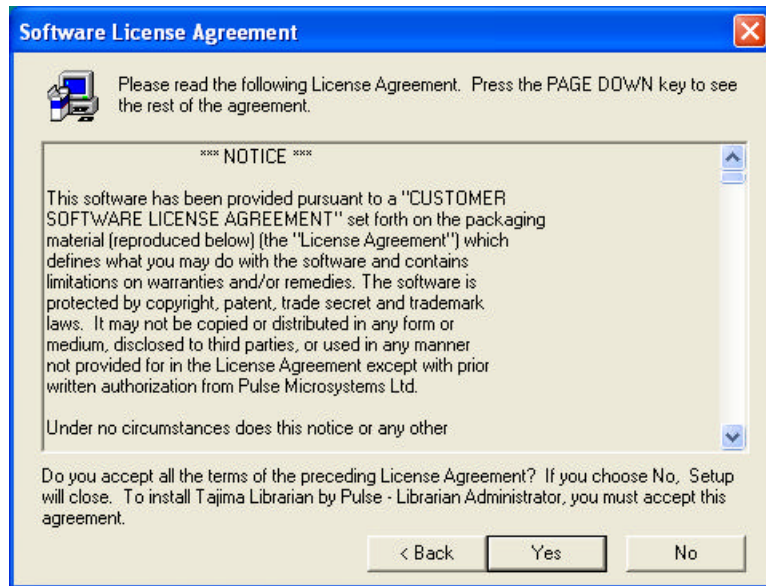 Software License Agreement
Please read the following License Agreement.  Press the PAGE DOWN key to see
the rest of the agreement.
*** NOTICE ***
This software has been provided pursuant to a "CUSTOMER
SOFTWARE LICENSE AGREEMENT" set forth on the packaging
material (reproduced below) (the "License Agreement") which
defines what you may do with the software and contains
limitations on warranties and/or remedies. The software is
protected by copyright, patent, trade secret and trademark
laws.  It may not be copied or distributed in any form or
medium, disclosed to third parties, or used in any manner
not provided for in the License Agreement except with prior
written authorization from Pulse Microsystems Ltd.
Under no circumstances does this notice or any other
Do you accept all the terms of the preceding License Agreement?  If you choose No,  Setup
will close.  To install Tajima Librarian by Pulse - Librarian Administrator, you must accept this
agreement.
< Back Yes No